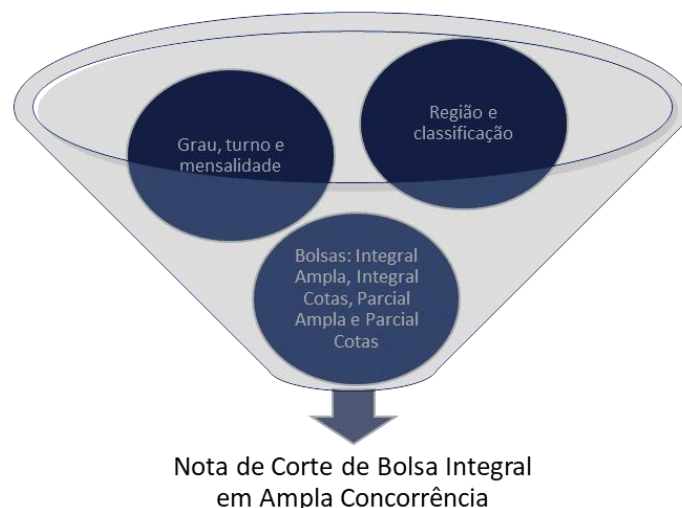 Grau, turno e
mensalidade
Região e
classificação
Bolsas: Integral
Ampla, Integral
Cotas, Parcial
Ampla e Parcial
Cotas
Nota de Corte de Bolsa Integral
em Ampla Concorrência